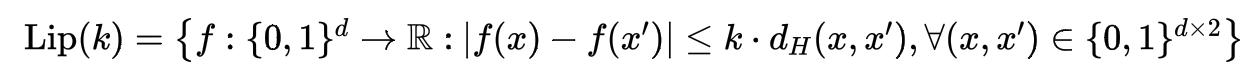 Lip(k) = {f : {0, 1}^d → ℝ : |f(x) − f(x′)| ≤ k · d_H(x, x′), ∀(x, x′) ∈ {0, 1}^{d×2}}